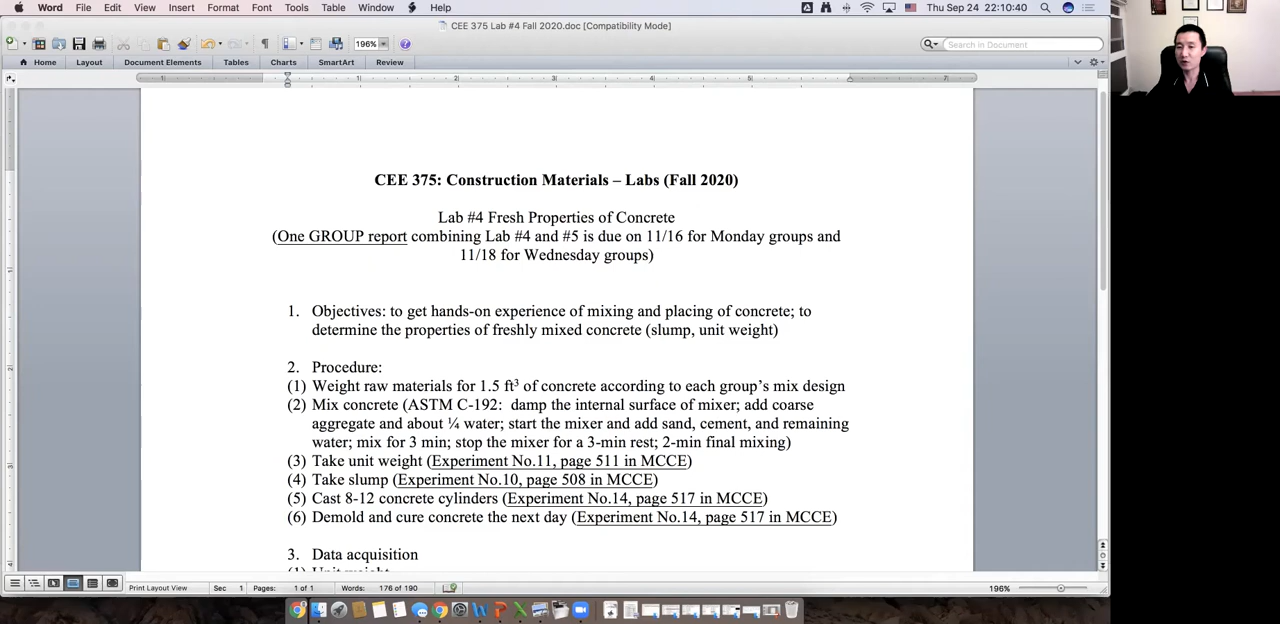 Word File Edit View Insert Format Font Tools Table Window Help Thu Sep 24 22:10:40
CEE 375 Lab #4 Fall 2020.doc [Compatibility Mode]
196% Search in Document
Home Layout Document Elements Tables Charts SmartArt Review
CEE 375: Construction Materials – Labs (Fall 2020)
Lab #4 Fresh Properties of Concrete
(One GROUP report combining Lab #4 and #5 is due on 11/16 for Monday groups and
11/18 for Wednesday groups)
1. Objectives: to get hands-on experience of mixing and placing of concrete; to
determine the properties of freshly mixed concrete (slump, unit weight)
2. Procedure:
(1) Weight raw materials for 1.5 ft³ of concrete according to each group's mix design
(2) Mix concrete (ASTM C-192: damp the internal surface of mixer; add coarse
aggregate and about ¼ water; start the mixer and add sand, cement, and remaining
water; mix for 3 min; stop the mixer for a 3-min rest; 2-min final mixing)
(3) Take unit weight (Experiment No.11, page 511 in MCCE)
(4) Take slump (Experiment No.10, page 508 in MCCE)
(5) Cast 8-12 concrete cylinders (Experiment No.14, page 517 in MCCE)
(6) Demold and cure concrete the next day (Experiment No.14, page 517 in MCCE)
3. Data acquisition
(1) Unit weight
Print Layout View Sec 1 Pages: 1 of 1 Words: 176 of 190 196%